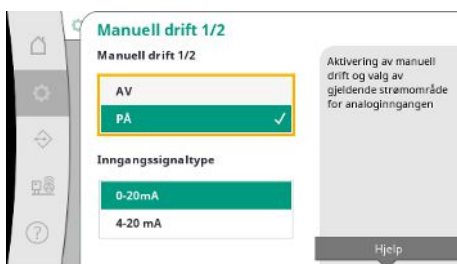 Manuell drift 1/2
Manuell drift 1/2
AV
PÅ
Inngangssignaltype
0-20mA
4-20 mA
Aktivering av manuell
drift og valg av
gjeldende strømområde
for analoginngangen
Hjelp